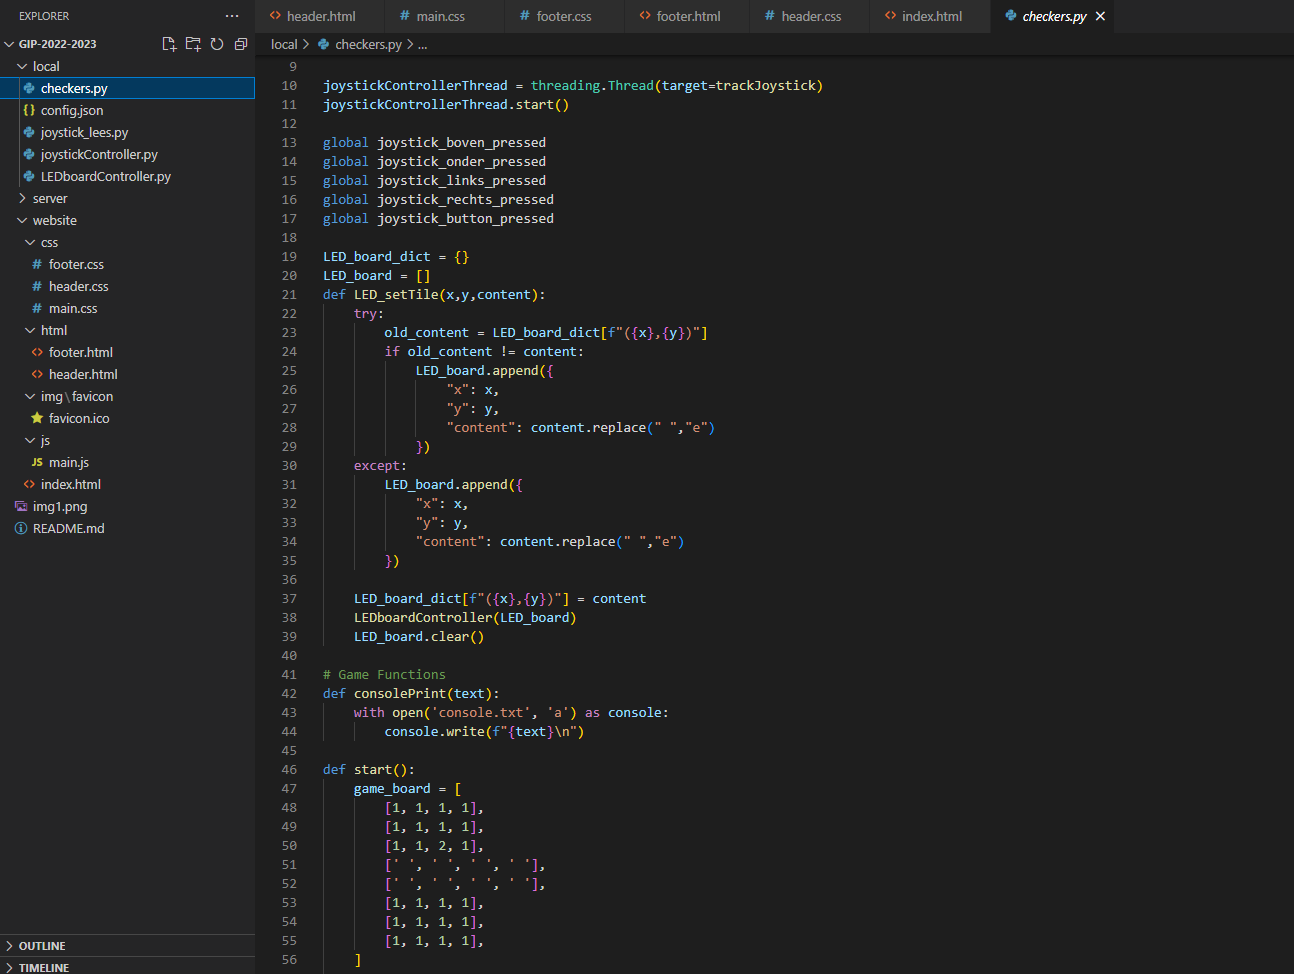 EXPLORER
GIP-2022-2023
local
checkers.py
config.json
joystick_lees.py
joystickController.py
LEDboardController.py
server
website
css
footer.css
header.css
main.css
html
footer.html
header.html
img\favicon
favicon.ico
js
JS main.js
index.html
img1.png
README.md
OUTLINE
TIMELINE
header.html
main.css
footer.css
footer.html
header.css
index.html
checkers.py
local > checkers.py > ...
9
10 joystickControllerThread = threading.Thread(target=trackJoystick)
11 joystickControllerThread.start()
12
13 global joystick_boven_pressed
14 global joystick_onder_pressed
15 global joystick_links_pressed
16 global joystick_rechts_pressed
17 global joystick_button_pressed
18
19 LED_board_dict = {}
20 LED_board = []
21 def LED_setTile(x,y,content):
22     try:
23         old_content = LED_board_dict[f"({x},{y})"]
24         if old_content != content:
25             LED_board.append({
26                 "x": x,
27                 "y": y,
28                 "content": content.replace(" ","e")
29             })
30     except:
31         LED_board.append({
32             "x": x,
33             "y": y,
34             "content": content.replace(" ","e")
35         })
36
37     LED_board_dict[f"({x},{y})"] = content
38     LEDboardController(LED_board)
39     LED_board.clear()
40
41 # Game Functions
42 def consolePrint(text):
43     with open('console.txt', 'a') as console:
44         console.write(f"{text}\n")
45
46 def start():
47     game_board = [
48         [1, 1, 1, 1],
49         [1, 1, 1, 1],
50         [1, 1, 2, 1],
51         [' ', ' ', ' ', ' '],
52         [' ', ' ', ' ', ' '],
53         [1, 1, 1, 1],
54         [1, 1, 1, 1],
55         [1, 1, 1, 1],
56     ]